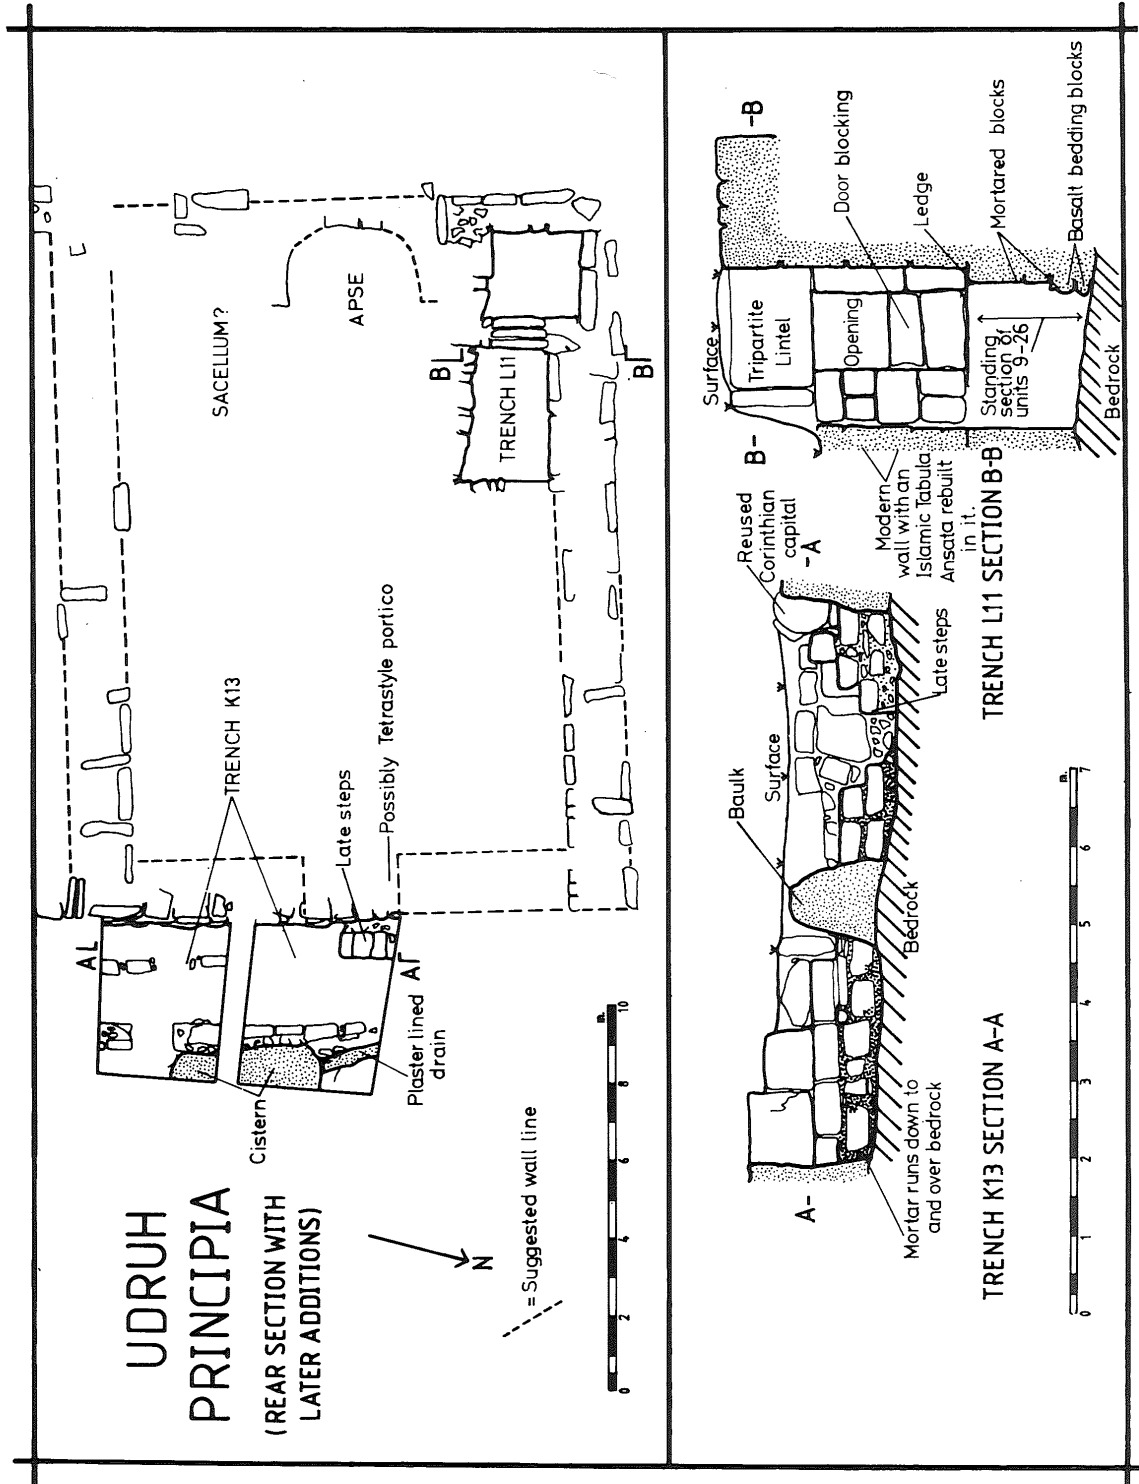 UDRUH
PRINCIPIA
(REAR SECTION WITH
LATER ADDITIONS)
N
= Suggested wall line
m.
0 2 4 6 8 10
Cistern
Plaster lined
drain
A
A
TRENCH K13
Late steps
Possibly Tetrastyle portico
SACELLUM?
APSE
B
B
TRENCH L11
A-
Mortar runs down to
and over bedrock
Bedrock
Baulk
Surface
Late steps
Reused
Corinthian
capital
-A
TRENCH K13 SECTION A-A
m.
0 1 2 3 4 5 6 7
B-
Surface
Tripartite
Lintel
Opening
Standing
section of
units 9-26
Bedrock
Modern
wall with an
Islamic Tabula
Ansata rebuilt
in it.
-B
Door blocking
Ledge
Mortared blocks
Basalt bedding blocks
TRENCH L11 SECTION B-B